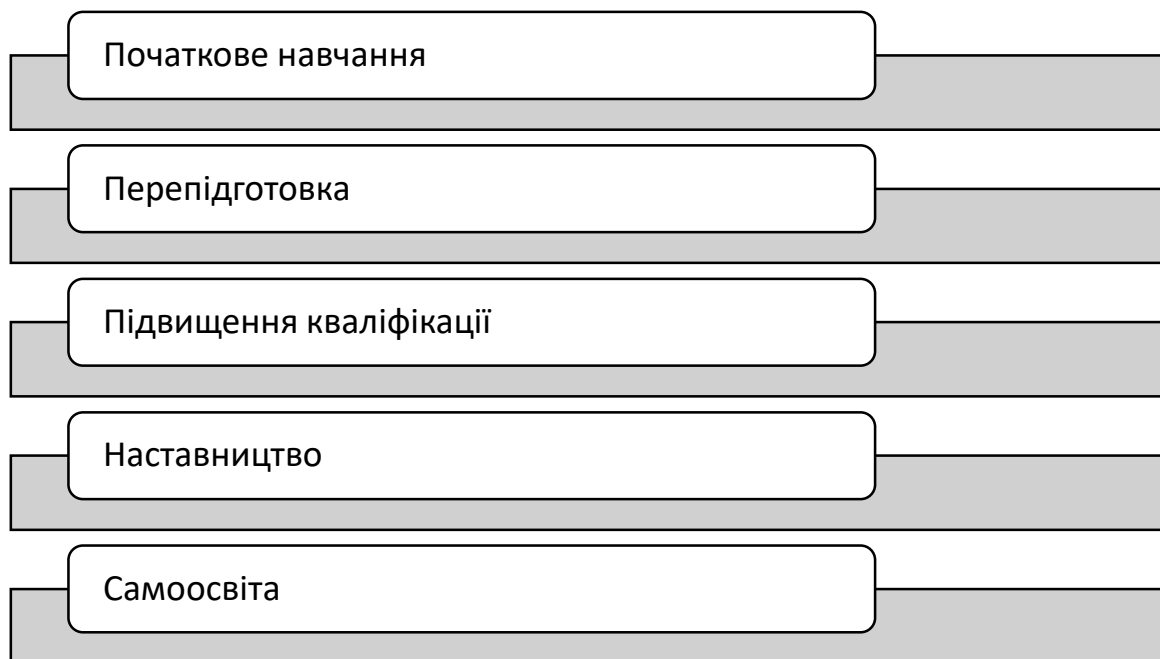 Початкове навчання
Перепідготовка
Підвищення кваліфікації
Наставництво
Самоосвіта